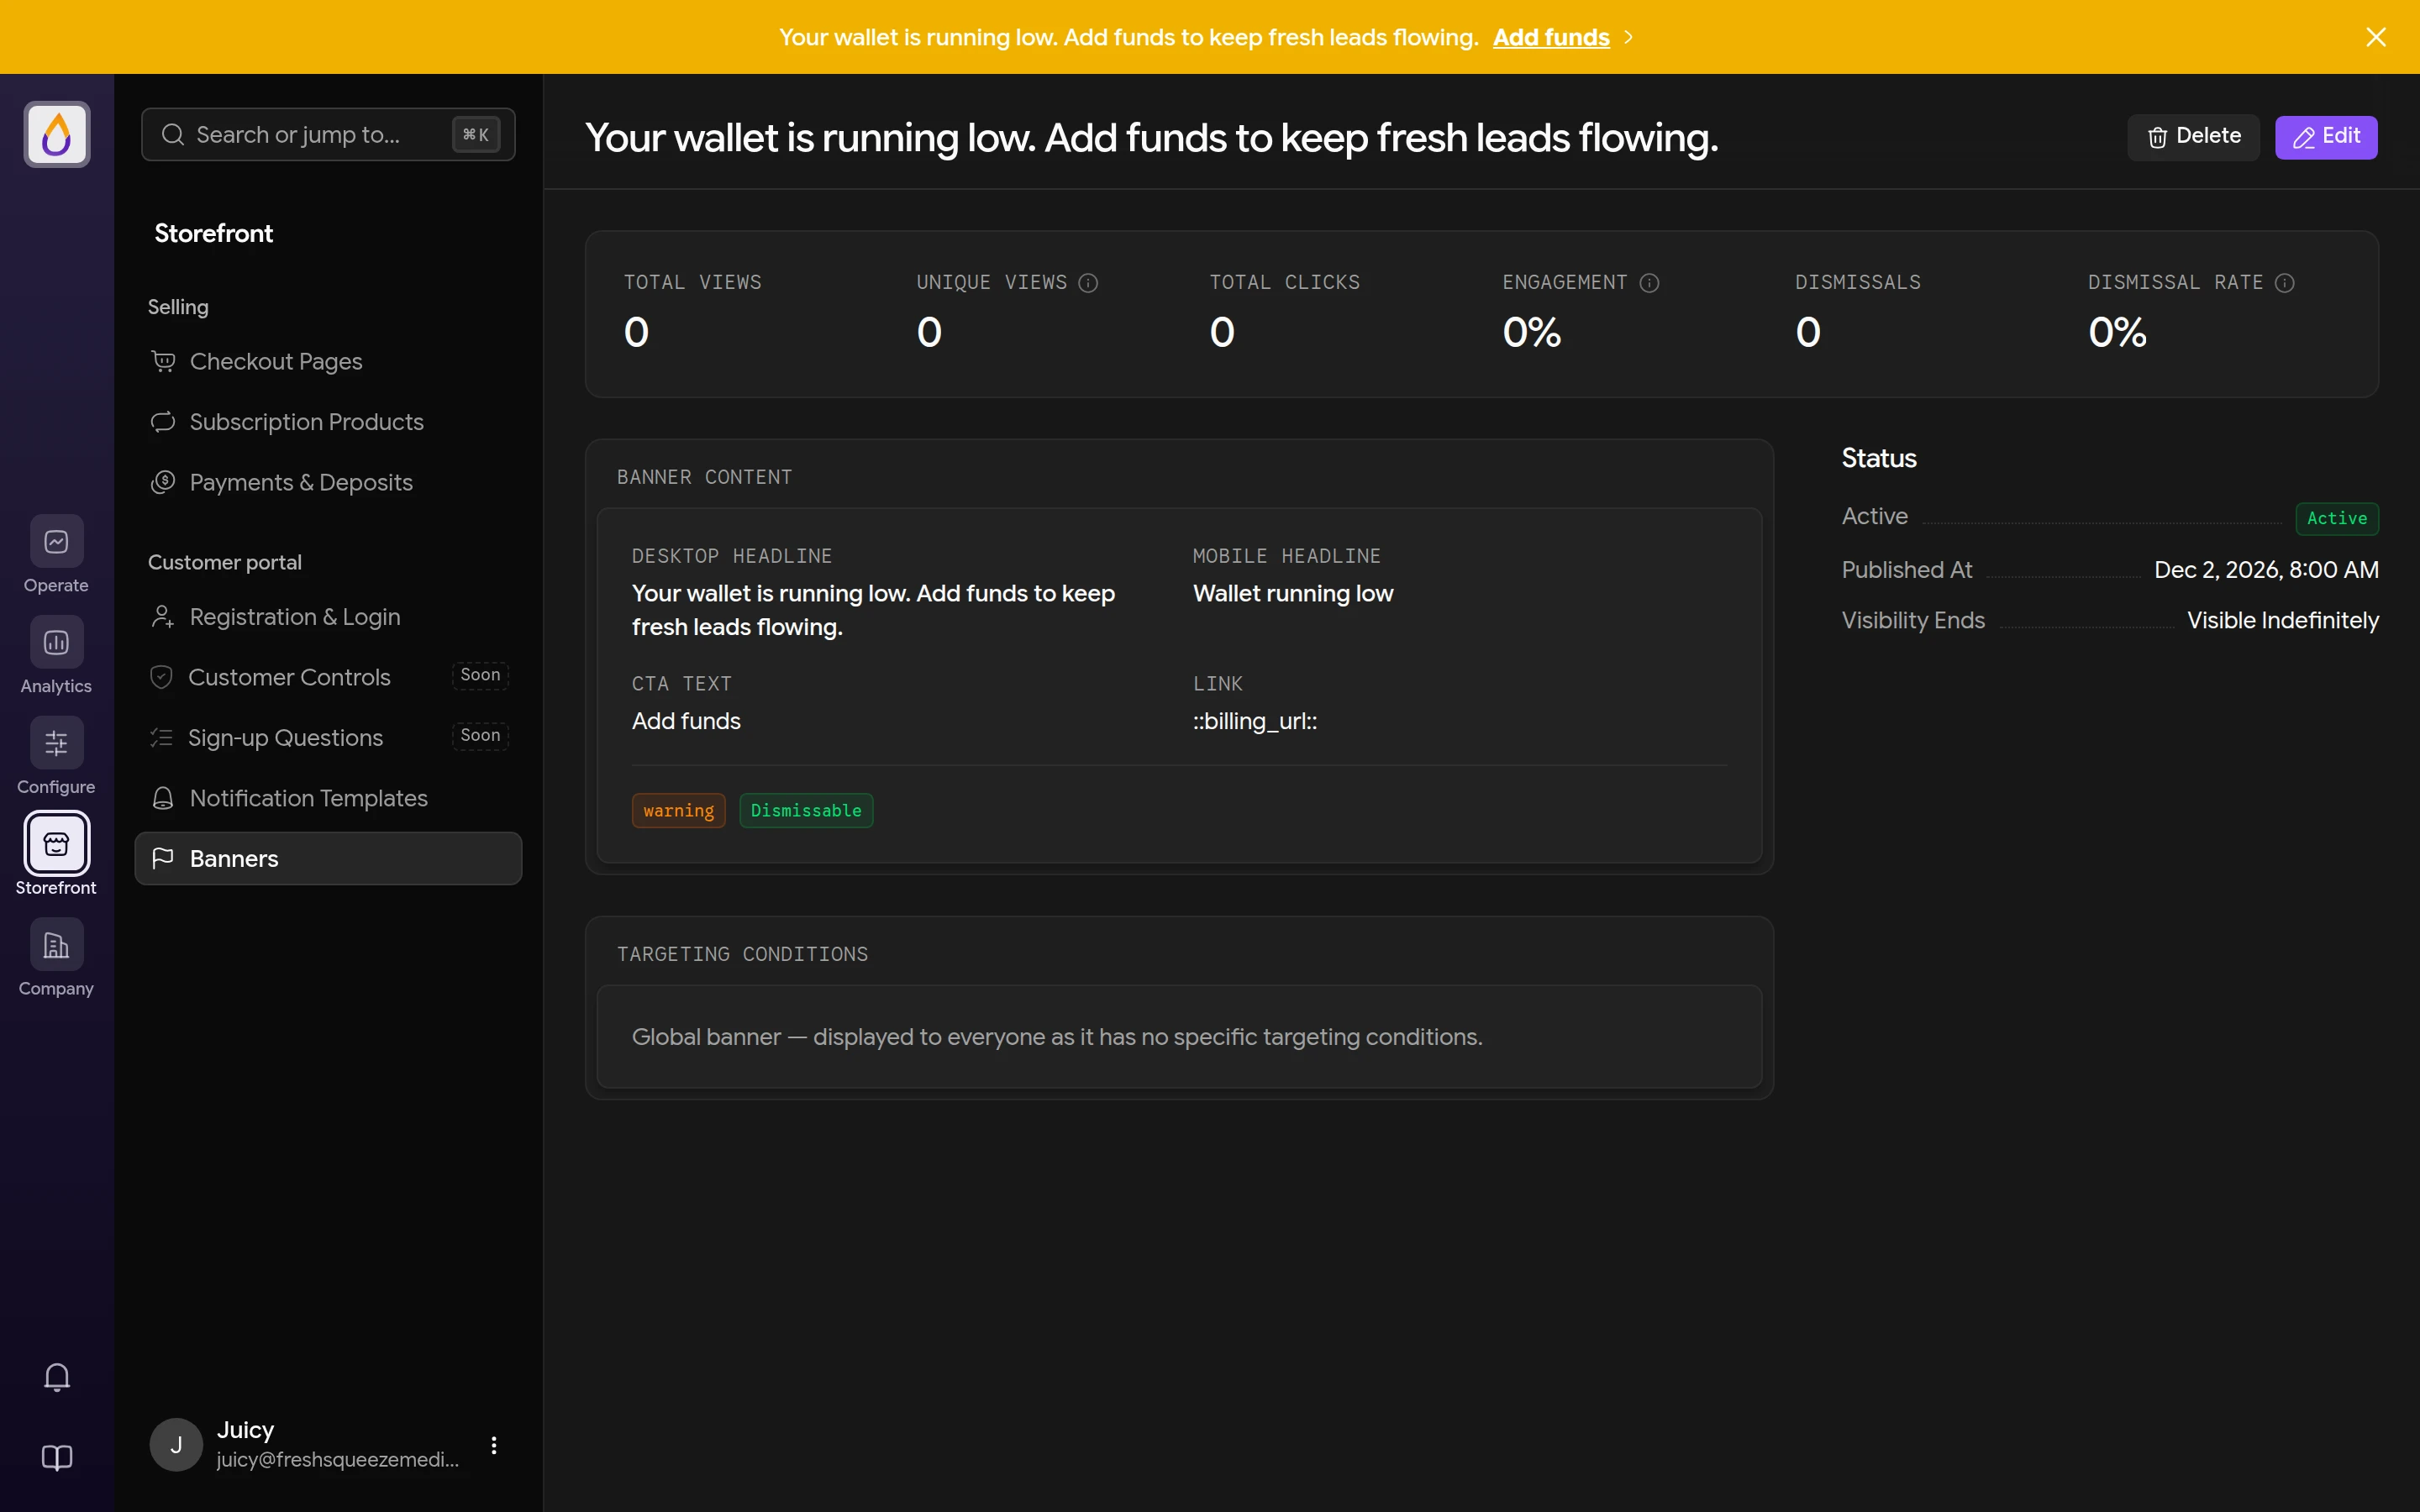 Your wallet is running low. Add funds to keep fresh leads flowing. Add funds
Search or jump to... ⌘K
Storefront
Selling
Checkout Pages
Subscription Products
Payments & Deposits
Customer portal
Registration & Login
Customer Controls Soon
Sign-up Questions Soon
Notification Templates
Banners
Operate
Analytics
Configure
Storefront
Company
J
Juicy
juicy@freshsqueezemedi...
Your wallet is running low. Add funds to keep fresh leads flowing.
Delete
Edit
TOTAL VIEWS
0
UNIQUE VIEWS
0
TOTAL CLICKS
0
ENGAGEMENT
0%
DISMISSALS
0
DISMISSAL RATE
0%
BANNER CONTENT
DESKTOP HEADLINE
Your wallet is running low. Add funds to keep
fresh leads flowing.
MOBILE HEADLINE
Wallet running low
CTA TEXT
Add funds
LINK
::billing_url::
warning
Dismissable
TARGETING CONDITIONS
Global banner — displayed to everyone as it has no specific targeting conditions.
Status
Active Active
Published At Dec 2, 2026, 8:00 AM
Visibility Ends Visible Indefinitely